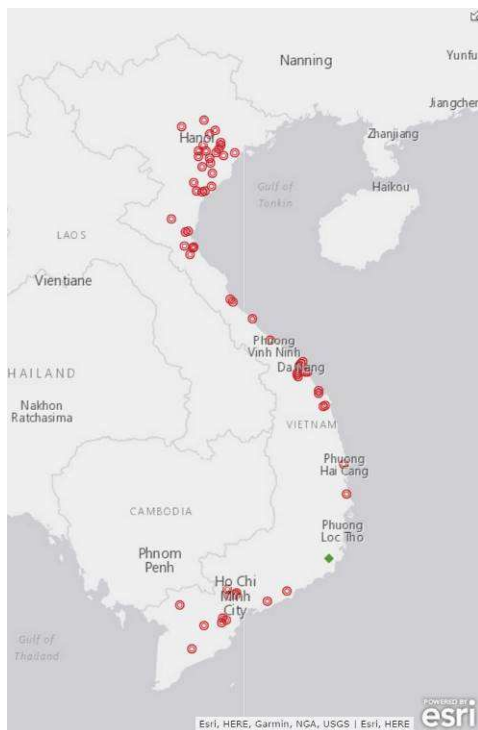 Nanning
Yunfu
Jiangchen
Hanoi
Zhanjiang
Haikou
Gulf of
Tonkin
LAOS
Vientiane
Phuong
Vinh Ninh
Da Nang
HAILAND
Nakhon
Ratchasima
VIETNAM
Phuong
Hai Cang
CAMBODIA
Phuong
Loc Tho
Phnom
Penh
Ho Chi
Minh
City
Gulf of
Thailand
POWERED BY
esri
Esri, HERE, Garmin, NGA, USGS | Esri, HERE